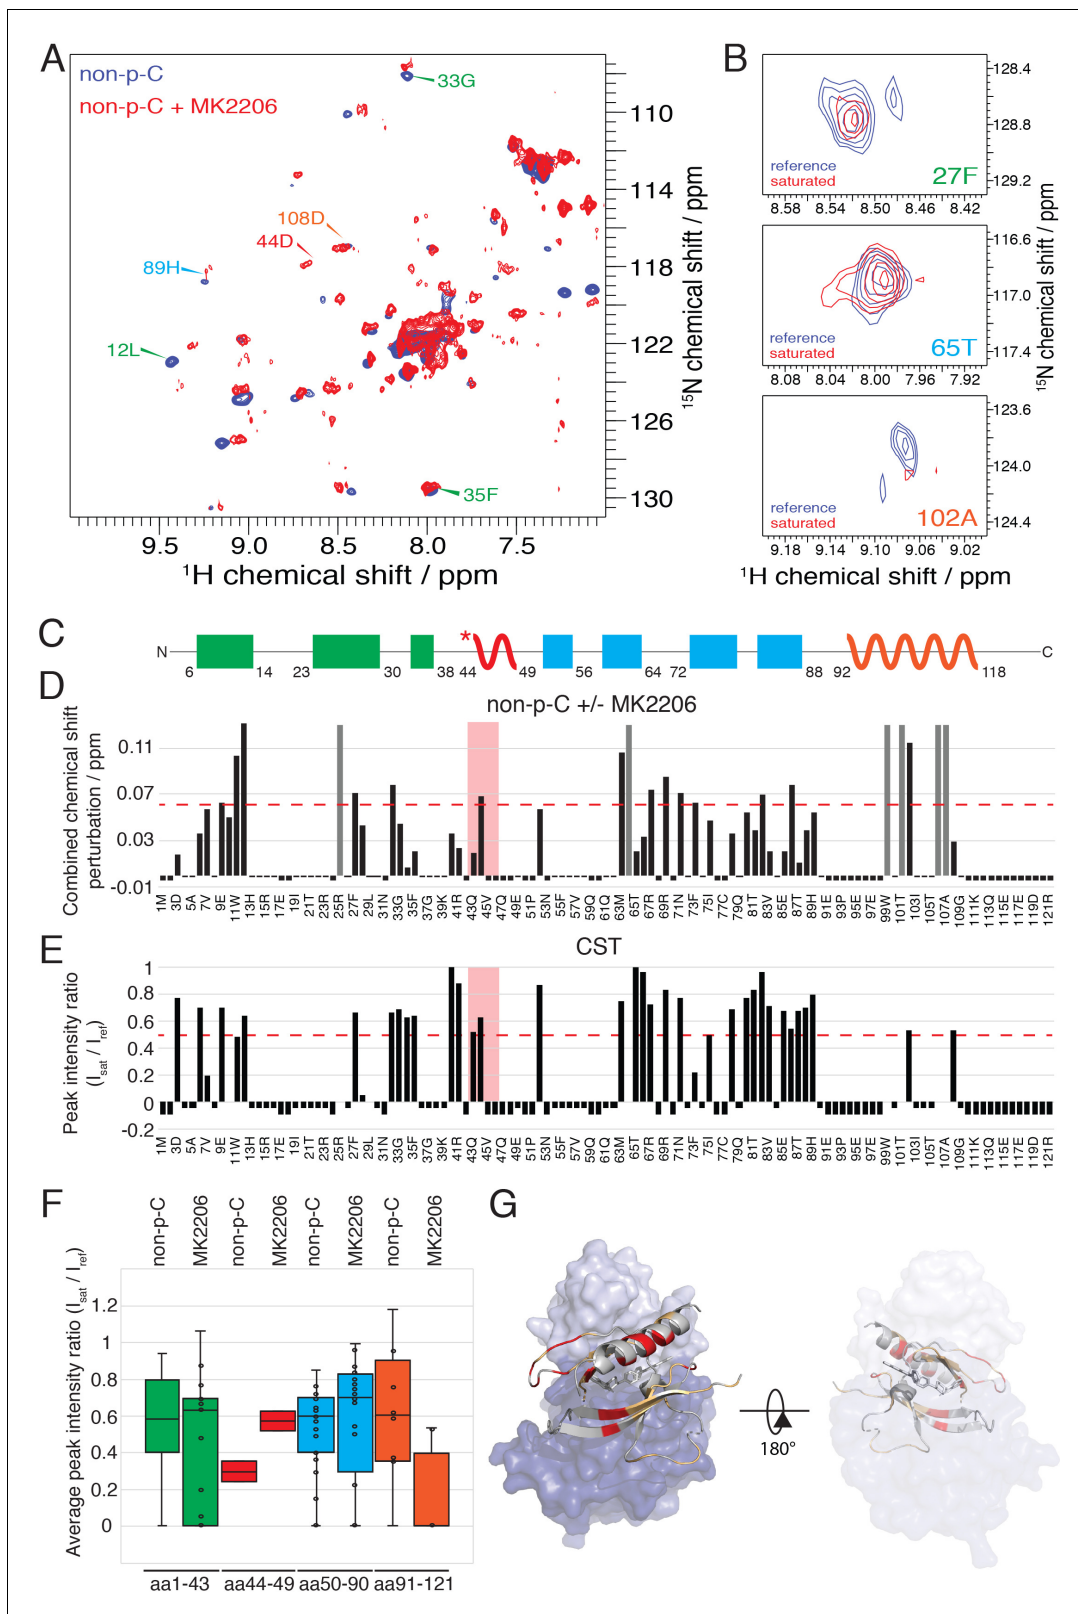 A
non-p-C
non-p-C + MK2206
33G
108D
44D
89H
12L
35F
110
114
118
122
126
130
9.5 9.0 8.5 8.0 7.5
¹H chemical shift / ppm
¹⁵N chemical shift / ppm
B
reference
saturated
27F
128.4
128.8
129.2
8.58 8.54 8.50 8.46 8.42
reference
saturated
65T
116.6
117.0
117.4
8.08 8.04 8.00 7.96 7.92
reference
saturated
102A
123.6
124.0
124.4
9.18 9.14 9.10 9.06 9.02
¹H chemical shift / ppm
¹⁵N chemical shift / ppm
C
N 6 14 23 30 38 * 44 49 56 64 72 88 92 118 C
D
non-p-C +/- MK2206
Combined chemical shift
perturbation / ppm
0.11
0.07
0.03
-0.01
1M 3D 5A 7V 9E 11W 13H 15R 17E 19I 21T 23R 25R 27F 29L 31N 33G 35F 37G 39K 41R 43Q 45V 47Q 49E 51P 53N 55F 57V 59Q 61Q 63M 65T 67R 69R 71N 73F 75I 77C 79Q 81T 83V 85E 87T 89H 91E 93P 95E 97E 99W 101T 103I 105T 107A 109G 111K 113Q 115E 117E 119D 121R
E
CST
Peak intensity ratio
(I sat / I ref)
1
0.8
0.6
0.4
0.2
0
-0.2
1M 3D 5A 7V 9E 11W 13H 15R 17E 19I 21T 23R 25R 27F 29L 31N 33G 35F 37G 39K 41R 43Q 45V 47Q 49E 51P 53N 55F 57V 59Q 61Q 63M 65T 67R 69R 71N 73F 75I 77C 79Q 81T 83V 85E 87T 89H 91E 93P 95E 97E 99W 101T 103I 105T 107A 109G 111K 113Q 115E 117E 119D 121R
F
non-p-C MK2206 non-p-C MK2206 non-p-C MK2206 non-p-C MK2206
Average peak intensity ratio (I sat / I ref)
1.2
1
0.8
0.6
0.4
0.2
0
aa1-43 aa44-49 aa50-90 aa91-121
G
180°